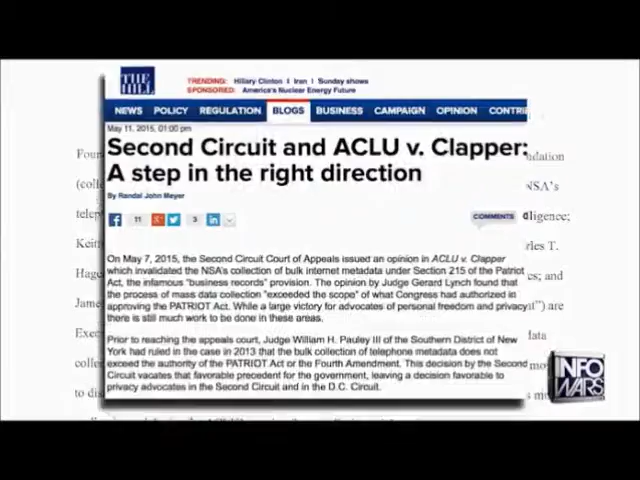 THE HILL
TRENDING: Hillary Clinton | Iran | Sunday shows
SPONSORED: America's Nuclear Energy Future
NEWS POLICY REGULATION BLOGS BUSINESS CAMPAIGN OPINION CONTRI
May 11, 2015, 01:00 pm
Second Circuit and ACLU v. Clapper:
A step in the right direction
By Randal John Meyer
11 3 COMMENTS
On May 7, 2015, the Second Circuit Court of Appeals issued an opinion in ACLU v. Clapper
which invalidated the NSA's collection of bulk internet metadata under Section 215 of the Patriot
Act, the infamous "business records" provision. The opinion by Judge Gerard Lynch found that
the process of mass data collection "exceeded the scope" of what Congress had authorized in
approving the PATRIOT Act. While a large victory for advocates of personal freedom and privacy
there is still much work to be done in these areas.
Prior to reaching the appeals court, Judge William H. Pauley III of the Southern District of New
York had ruled in the case in 2013 that the bulk collection of telephone metadata does not
exceed the authority of the PATRIOT Act or the Fourth Amendment. This decision by the Second
Circuit vacates that favorable precedent for the government, leaving a decision favorable to
privacy advocates in the Second Circuit and in the D.C. Circuit.
INFO
WARS